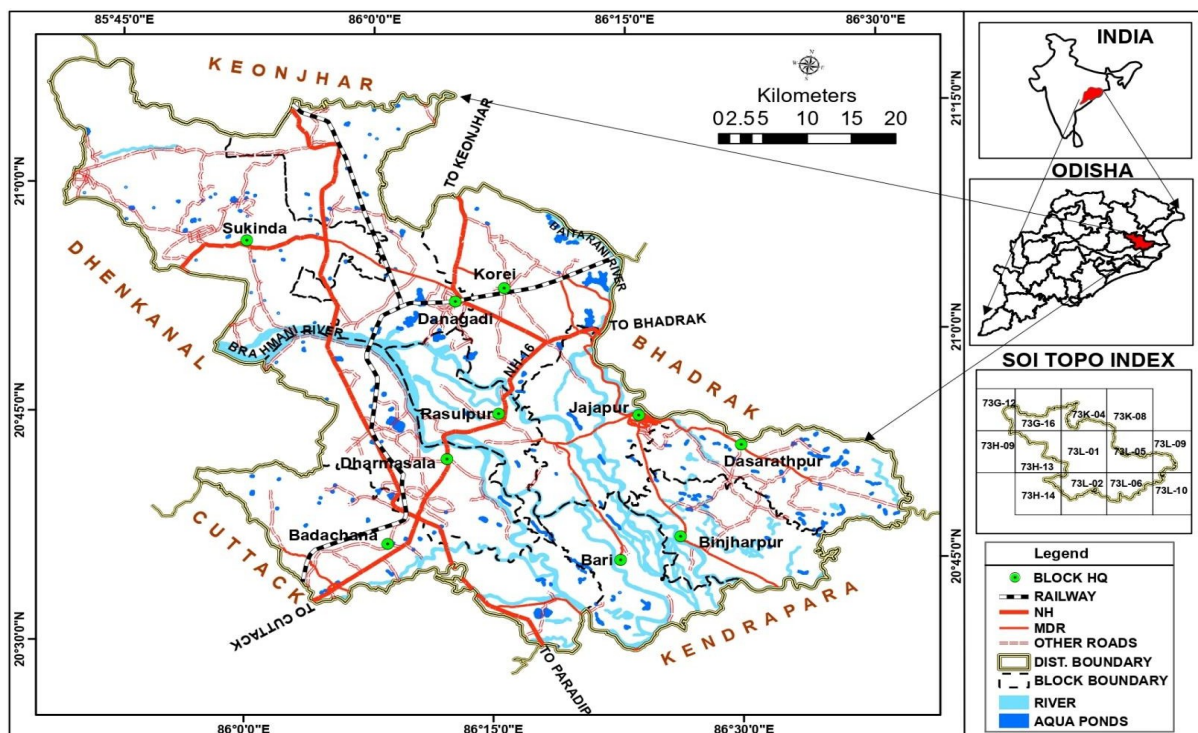 85°45'0"E
86°0'0"E
86°15'0"E
86°30'0"E
KEONJHAR
TO KEONJHAR
Kilometers
02.55 10 15 20
21°15'0"N
21°0'0"N
21°0'0"N
20°45'0"N
20°45'0"N
20°30'0"N
Sukinda
BAITARANI RIVER
Korei
Danagadi
TO BHADRAK
DHENKANAL
BRAHMANI RIVER
NH 16
BHADRAK
Rasulpur
Jajapur
Dharmasala
Dasarathpur
CUTTACK
Badachana
Bari
Binjharpur
TO CUTTACK
TO PARADIP
KENDRAPARA
86°0'0"E
86°15'0"E
86°30'0"E
INDIA
ODISHA
SOI TOPO INDEX
73G-12
73G-16
73K-04
73K-08
73H-09
73L-01
73L-05
73L-09
73H-13
73H-14
73L-02
73L-06
73L-10
Legend
BLOCK HQ
RAILWAY
NH
MDR
OTHER ROADS
DIST. BOUNDARY
BLOCK BOUNDARY
RIVER
AQUA PONDS